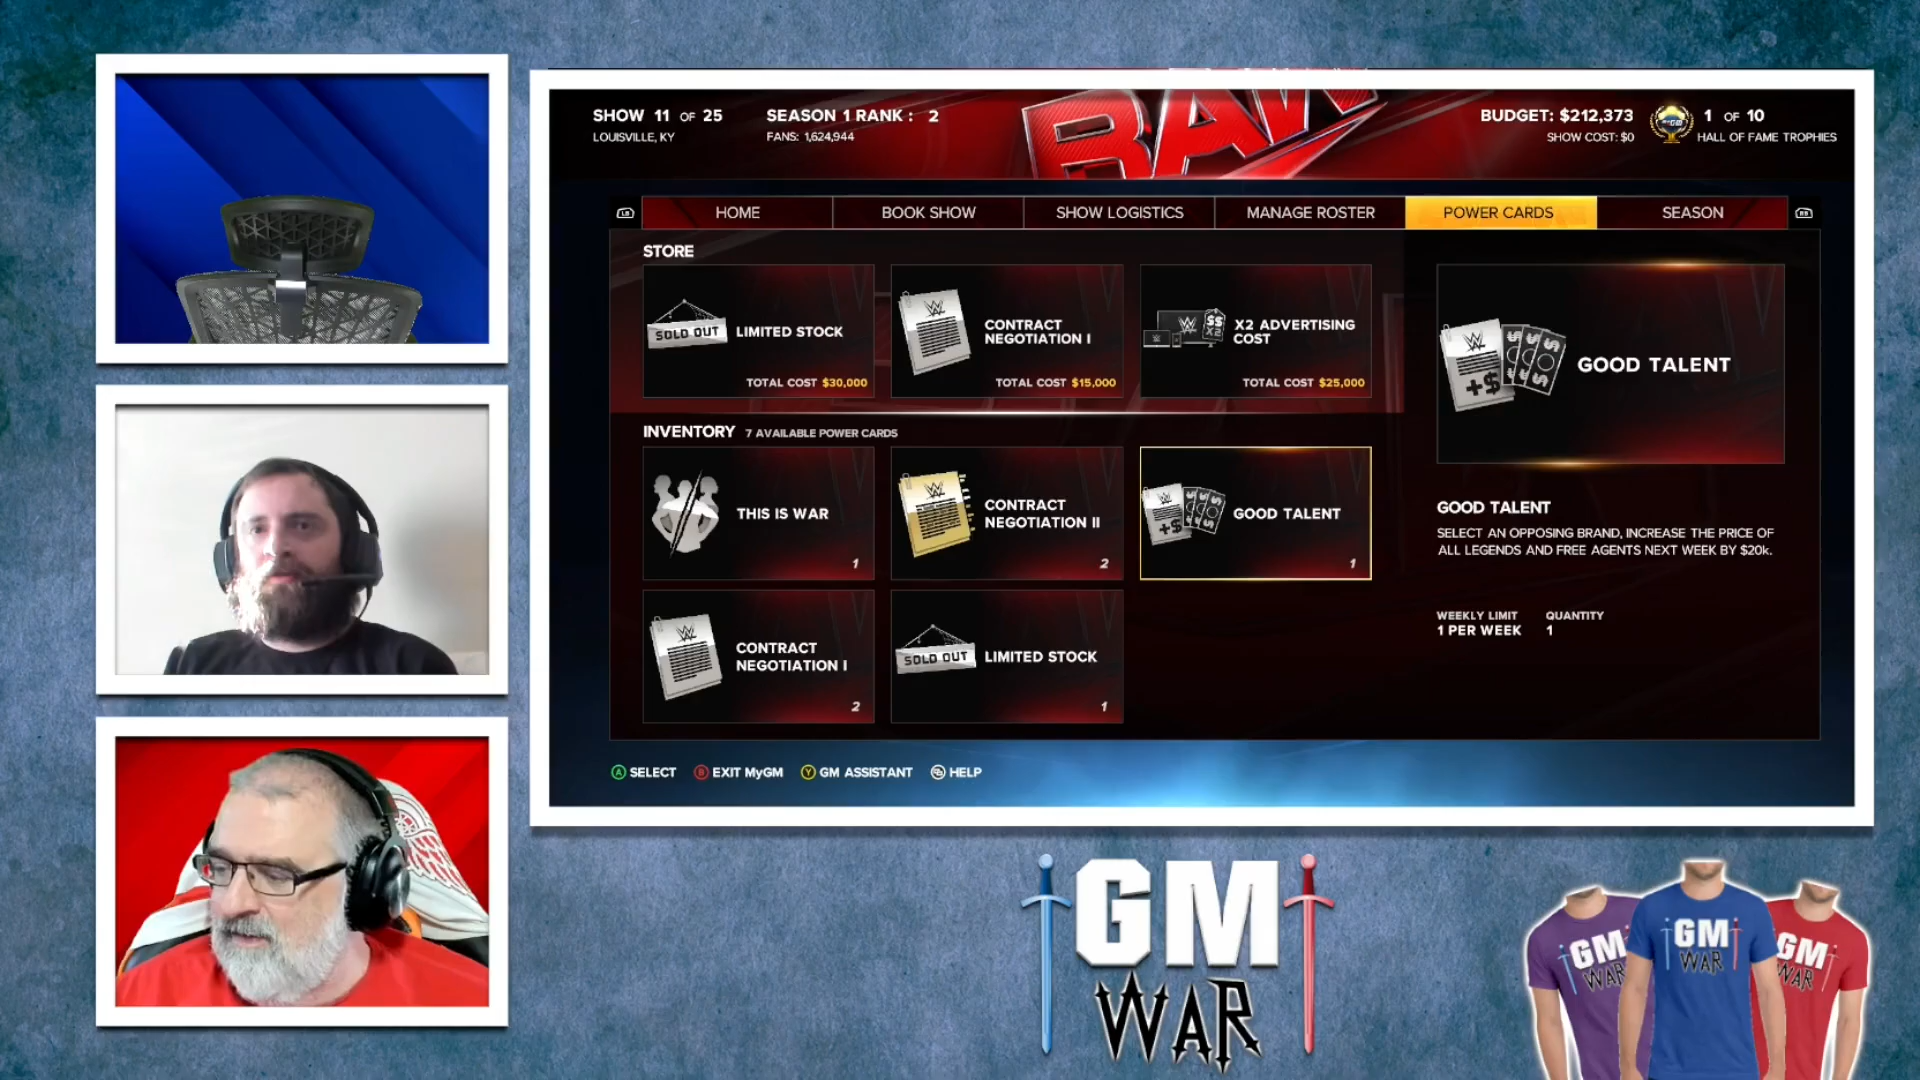 SHOW 11 OF 25
LOUISVILLE, KY
SEASON 1 RANK : 2
FANS: 1,624,944
RAW
BUDGET: $212,373
SHOW COST: $0
1 OF 10
HALL OF FAME TROPHIES
LB
HOME
BOOK SHOW
SHOW LOGISTICS
MANAGE ROSTER
POWER CARDS
SEASON
RB
STORE
SOLD OUT
LIMITED STOCK
TOTAL COST $30,000
CONTRACT
NEGOTIATION I
TOTAL COST $15,000
$$
X2
X2 ADVERTISING
COST
TOTAL COST $25,000
INVENTORY 7 AVAILABLE POWER CARDS
THIS IS WAR
1
CONTRACT
NEGOTIATION II
2
+$
GOOD TALENT
1
CONTRACT
NEGOTIATION I
2
SOLD OUT
LIMITED STOCK
1
+$
GOOD TALENT
GOOD TALENT
SELECT AN OPPOSING BRAND, INCREASE THE PRICE OF
ALL LEGENDS AND FREE AGENTS NEXT WEEK BY $20k.
WEEKLY LIMIT QUANTITY
1 PER WEEK 1
A SELECT B EXIT MyGM Y GM ASSISTANT HELP
GM
WAR
GM
WAR
GM
WAR
GM
WAR